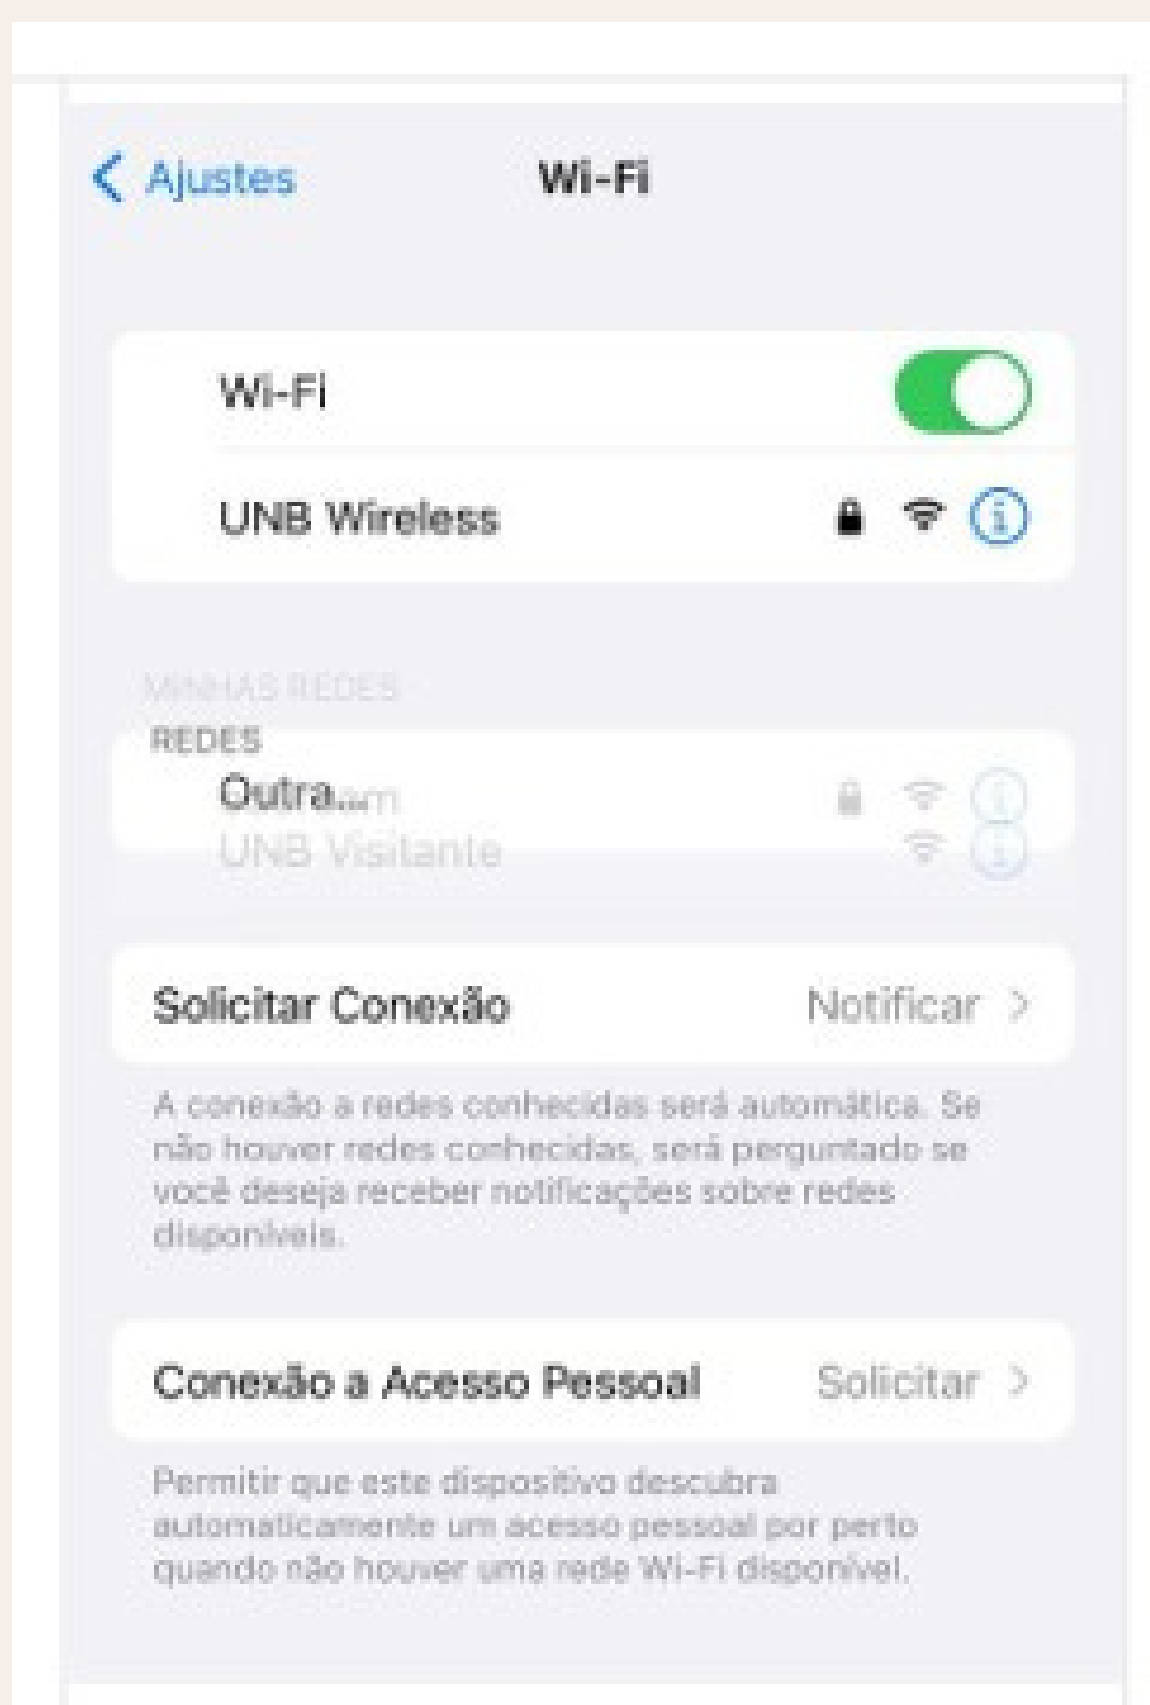 Ajustes
Wi-Fi
Wi-Fi
UNB Wireless
MINHAS REDES
REDES
Outra...
UNB Visitante
Solicitar Conexão
Notificar
A conexão a redes conhecidas será automática. Se
não houver redes conhecidas, será perguntado se
você deseja receber notificações sobre redes
disponíveis.
Conexão a Acesso Pessoal
Solicitar
Permitir que este dispositivo descubra
automaticamente um acesso pessoal por perto
quando não houver uma rede Wi-Fi disponível.